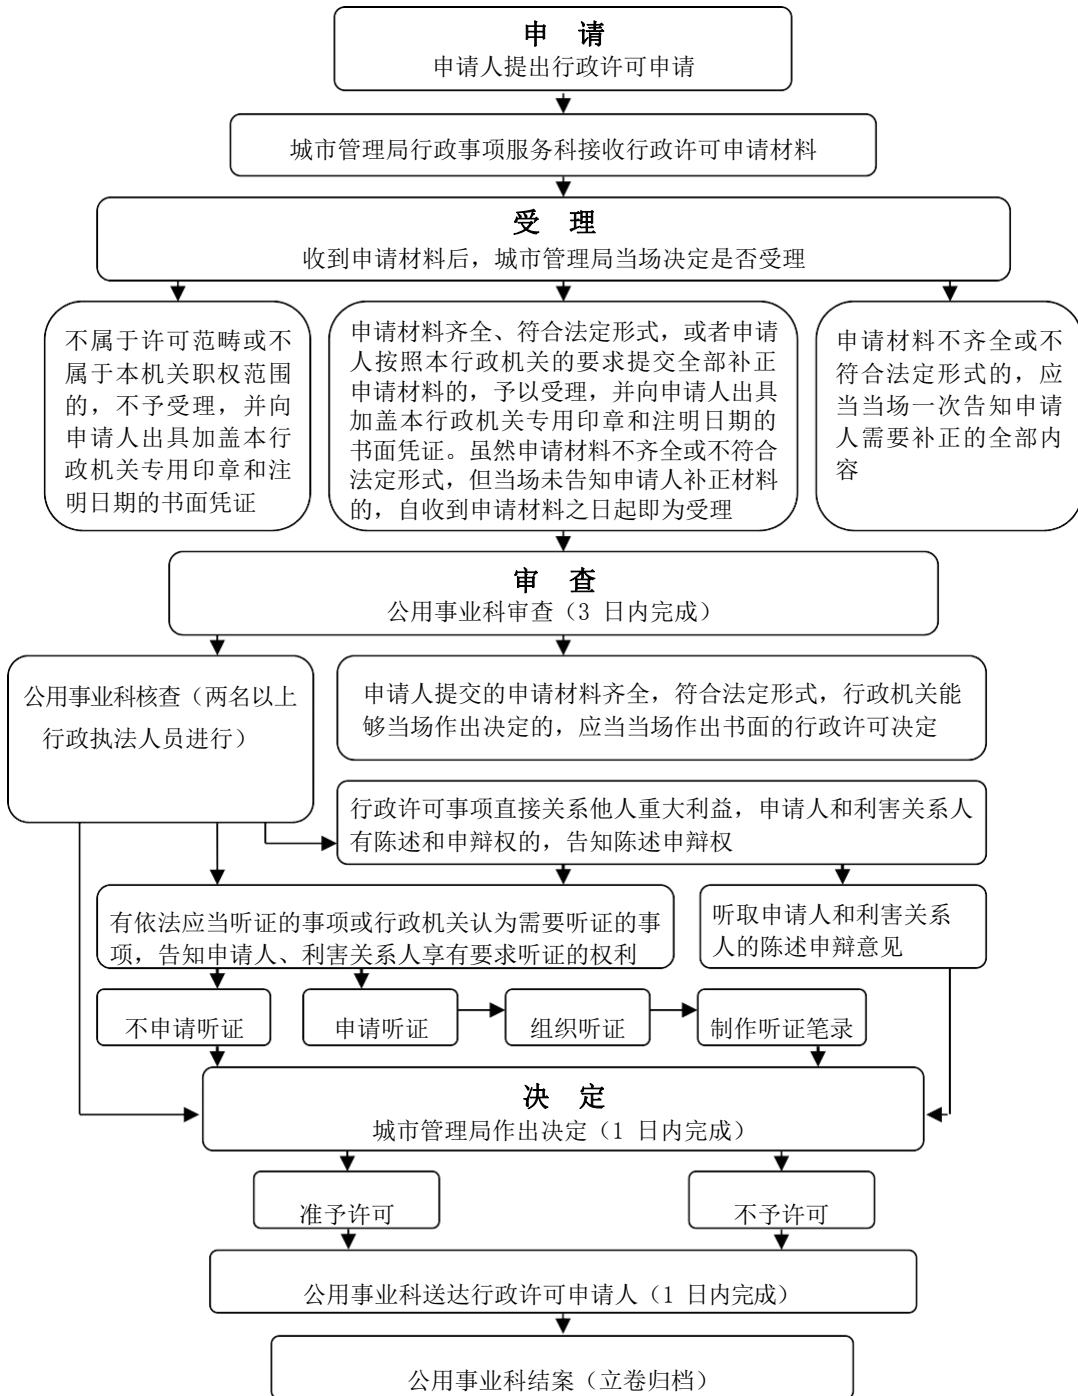 申 请
申请人提出行政许可申请
城市管理局行政事项服务科接收行政许可申请材料
受 理
收到申请材料后，城市管理局当场决定是否受理
不属于许可范畴或不
属于本机关职权范围
的，不予受理，并向
申请人出具加盖本行
政机关专用印章和注
明日期的书面凭证
申请材料齐全、符合法定形式，或者申请
人按照本行政机关的要求提交全部补正
申请材料的，予以受理，并向申请人出具
加盖本行政机关专用印章和注明日期的
书面凭证。虽然申请材料不齐全或不符合
法定形式，但当场未告知申请人补正材料
的，自收到申请材料之日起即为受理
申请材料不齐全或不
符合法定形式的，应
当当场一次告知申请
人需要补正的全部内
容
审 查
公用事业科审查（3 日内完成）
公用事业科核查（两名以上
行政执法人员进行）
申请人提交的申请材料齐全，符合法定形式，行政机关能
够当场作出决定的，应当当场作出书面的行政许可决定
行政许可事项直接关系他人重大利益，申请人和利害关系人
有陈述和申辩权的，告知陈述申辩权
有依法应当听证的事项或行政机关认为需要听证的事
项，告知申请人、利害关系人享有要求听证的权利
听取申请人和利害关系
人的陈述申辩意见
不申请听证
申请听证
组织听证
制作听证笔录
决 定
城市管理局作出决定（1 日内完成）
准予许可
不予许可
公用事业科送达行政许可申请人（1 日内完成）
公用事业科结案（立卷归档）